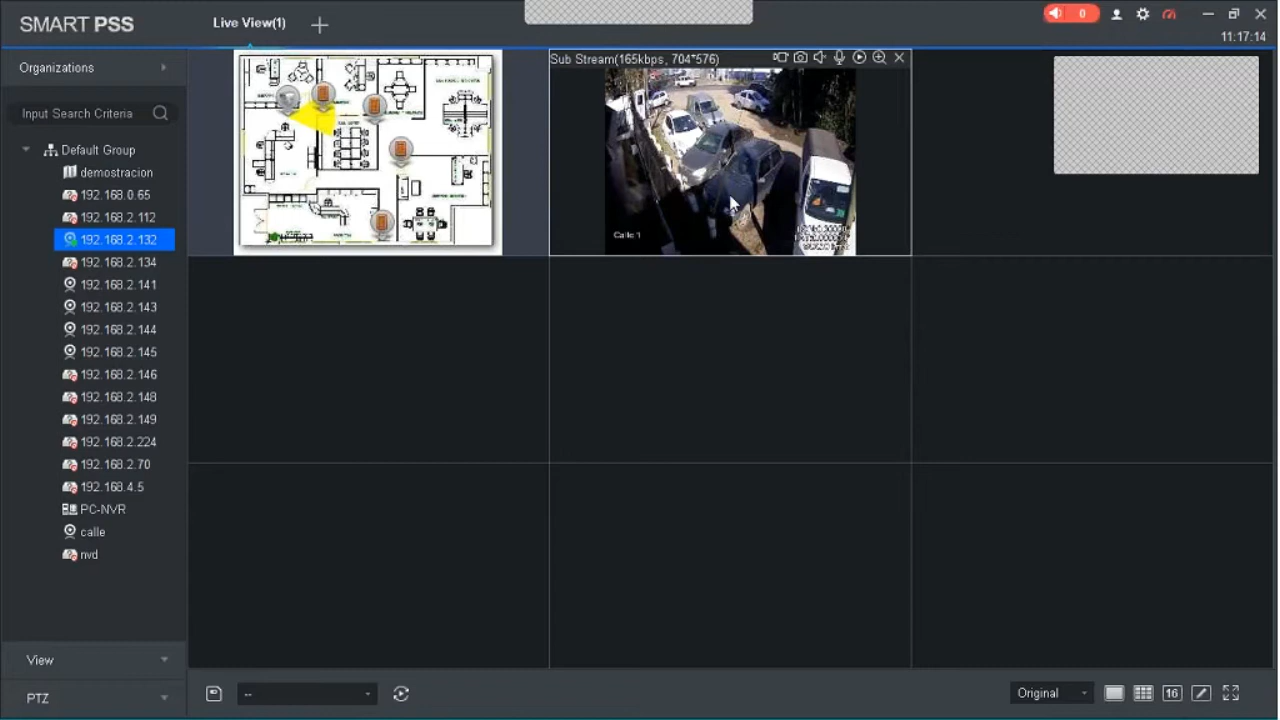 SMART PSS
Live View(1)
0
11:17:14
Organizations
Input Search Criteria
Default Group
demostracion
192.168.0.65
192.168.2.112
192.168.2.132
192.168.2.134
192.168.2.141
192.168.2.143
192.168.2.144
192.168.2.145
192.168.2.146
192.168.2.148
192.168.2.149
192.168.2.224
192.168.2.70
192.168.4.5
PC-NVR
calle
nvd
View
PTZ
Sub Stream(165kbps, 704*576)
Calle 1
--
Original
16